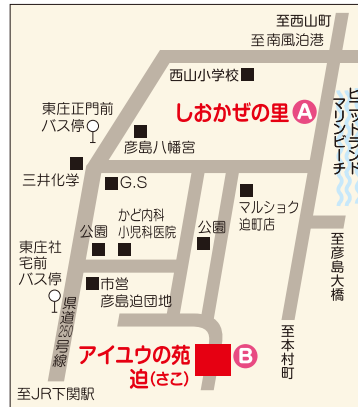 至西山町
至南風泊港
西山小学校
しおかぜの里 A
ヒュットランド
マリンビーチ
東庄正門前
バス停
彦島八幡宮
三井化学
G.S
マルショク
迫町店
かど内科
小児科医院
公園
公園
至彦島大橋
東庄社
宅前
バス停
市営
彦島迫団地
県道250号線
アイユウの苑
迫(さこ)
B
至本村町
至JR下関駅